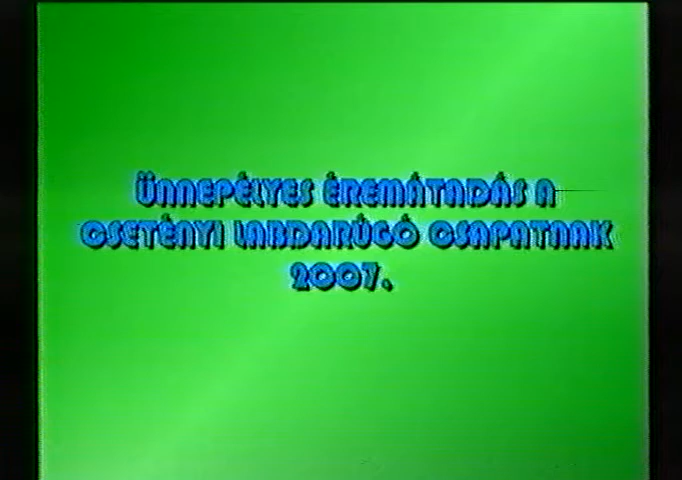 ÜNNEPÉLYES ÉREMÁTADÁS A
CSETÉNYI LABDARÚGÓ CSAPATNAK
2007.